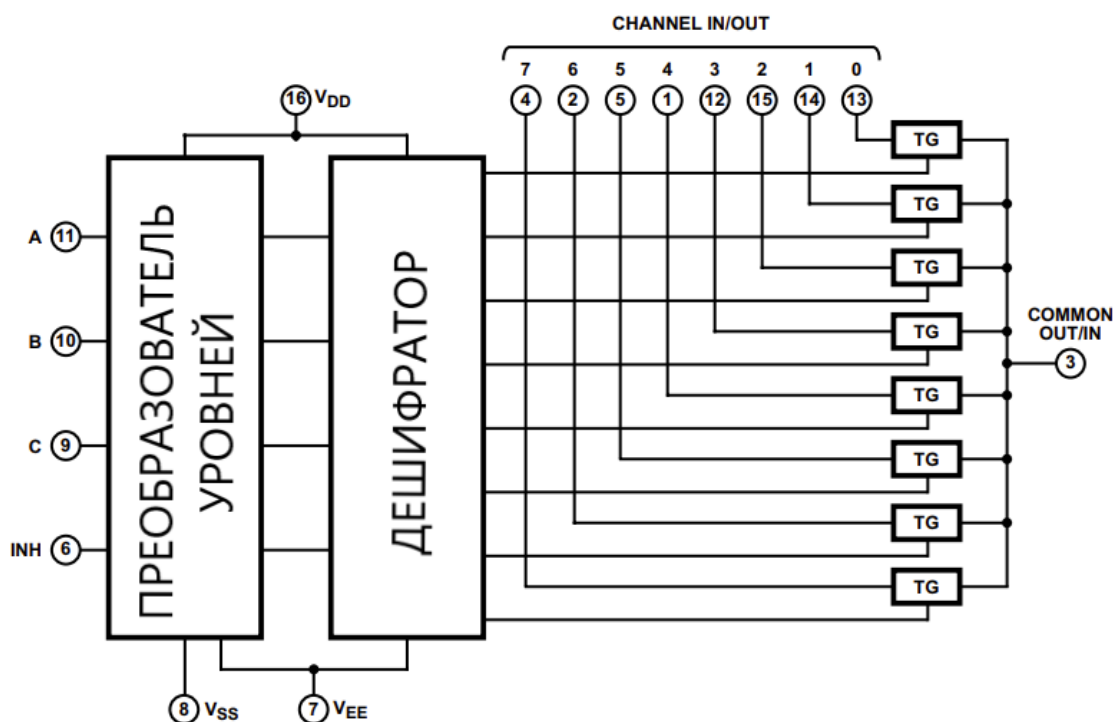 CHANNEL IN/OUT
7 6 5 4 3 2 1 0
4 2 5 1 12 15 14 13
16 VDD
TG
TG
TG
TG
TG
TG
TG
TG
A 11
B 10
C 9
INH 6
ПРЕОБРАЗОВАТЕЛЬ
УРОВНЕЙ
ДЕШИФРАТОР
COMMON
OUT/IN
3
8 VSS
7 VEE